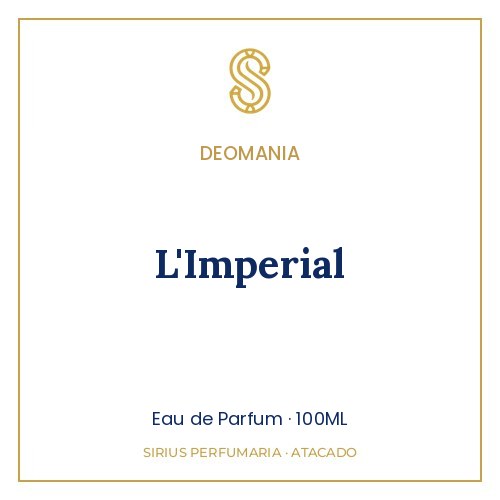 DEOMANIA
L'Imperial
Eau de Parfum · 100ML
SIRIUS PERFUMARIA · ATACADO